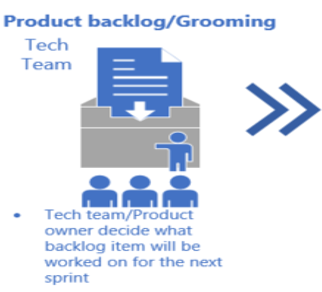 Product backlog/Grooming
Tech
Team
• Tech team/Product
owner decide what
backlog item will be
worked on for the next
sprint